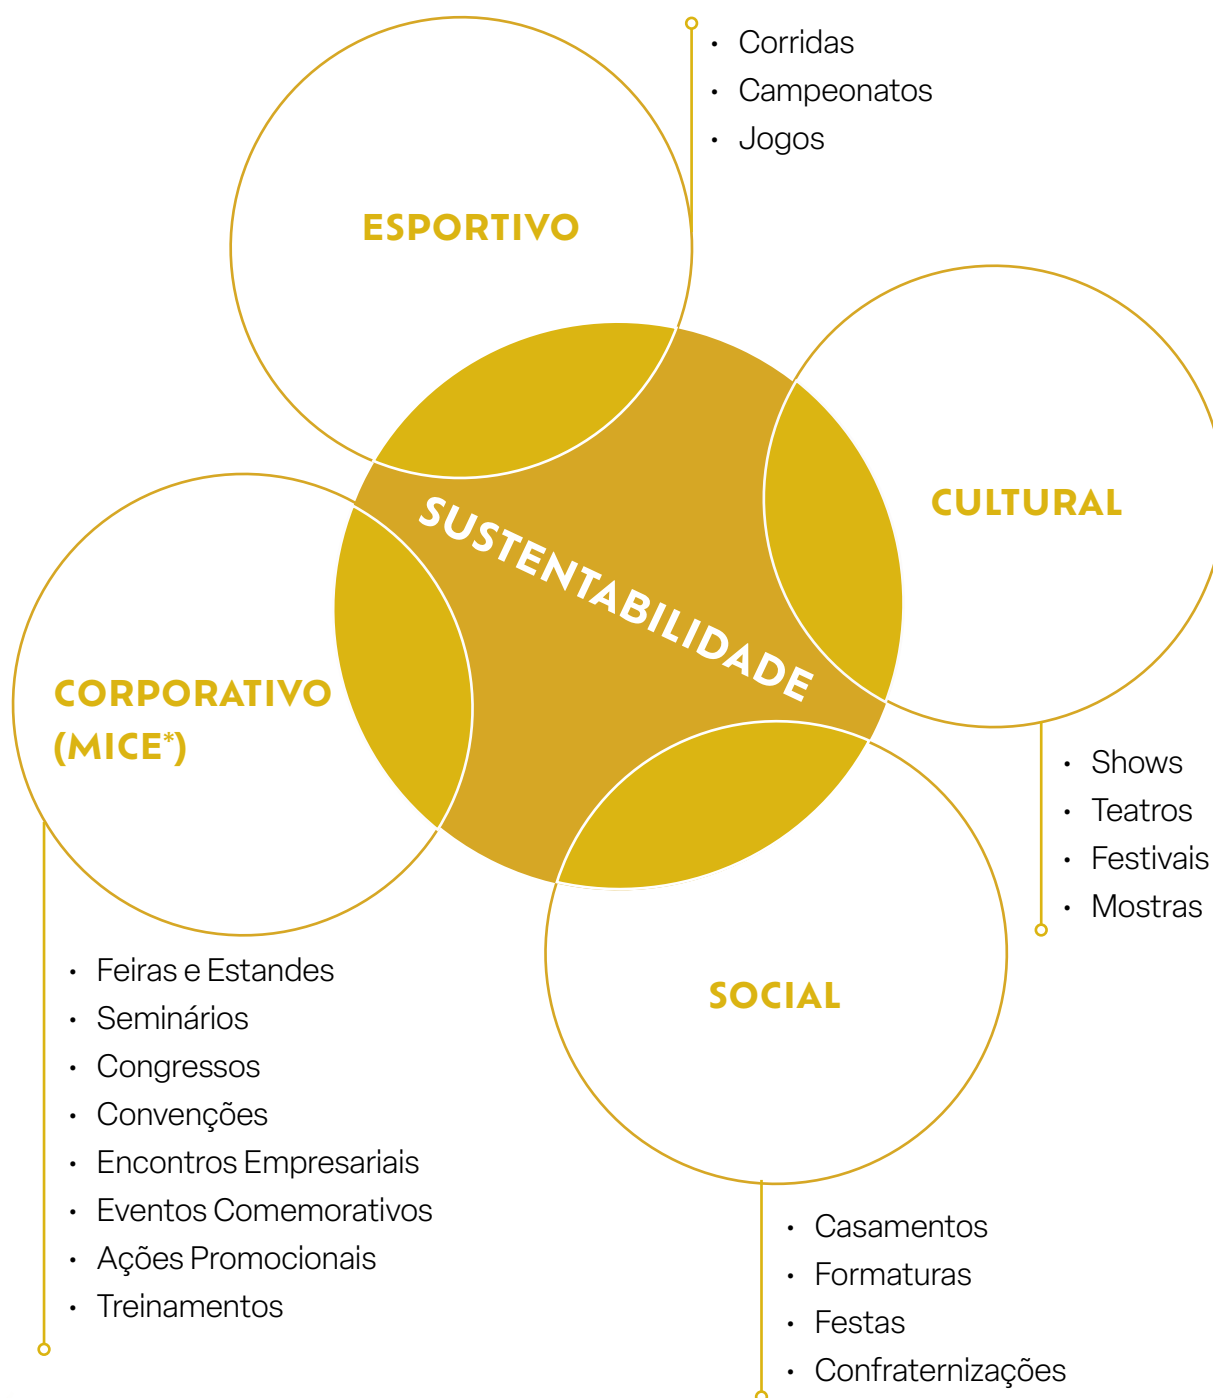 • Corridas
• Campeonatos
• Jogos
ESPORTIVO
CULTURAL
SUSTENTABILIDADE
CORPORATIVO
(MICE*)
• Shows
• Teatros
• Festivais
• Mostras
• Feiras e Estandes
• Seminários
• Congressos
• Convenções
• Encontros Empresariais
• Eventos Comemorativos
• Ações Promocionais
• Treinamentos
SOCIAL
• Casamentos
• Formaturas
• Festas
• Confraternizações